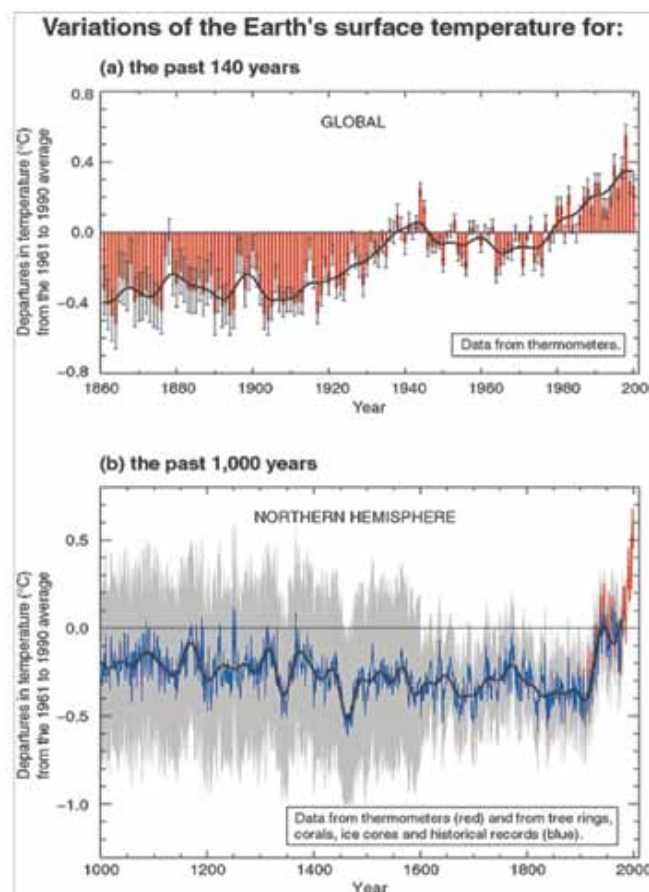 Variations of the Earth's surface temperature for:
(a) the past 140 years
GLOBAL
Departures in temperature (°C)
from the 1961 to 1990 average
0.8
0.4
0.0
−0.4
−0.8
Data from thermometers.
1860 1880 1900 1920 1940 1960 1980 2000
Year
(b) the past 1,000 years
NORTHERN HEMISPHERE
Departures in temperature (°C)
from the 1961 to 1990 average
0.5
0.0
−0.5
−1.0
Data from thermometers (red) and from tree rings,
corals, ice cores and historical records (blue).
1000 1200 1400 1600 1800 2000
Year